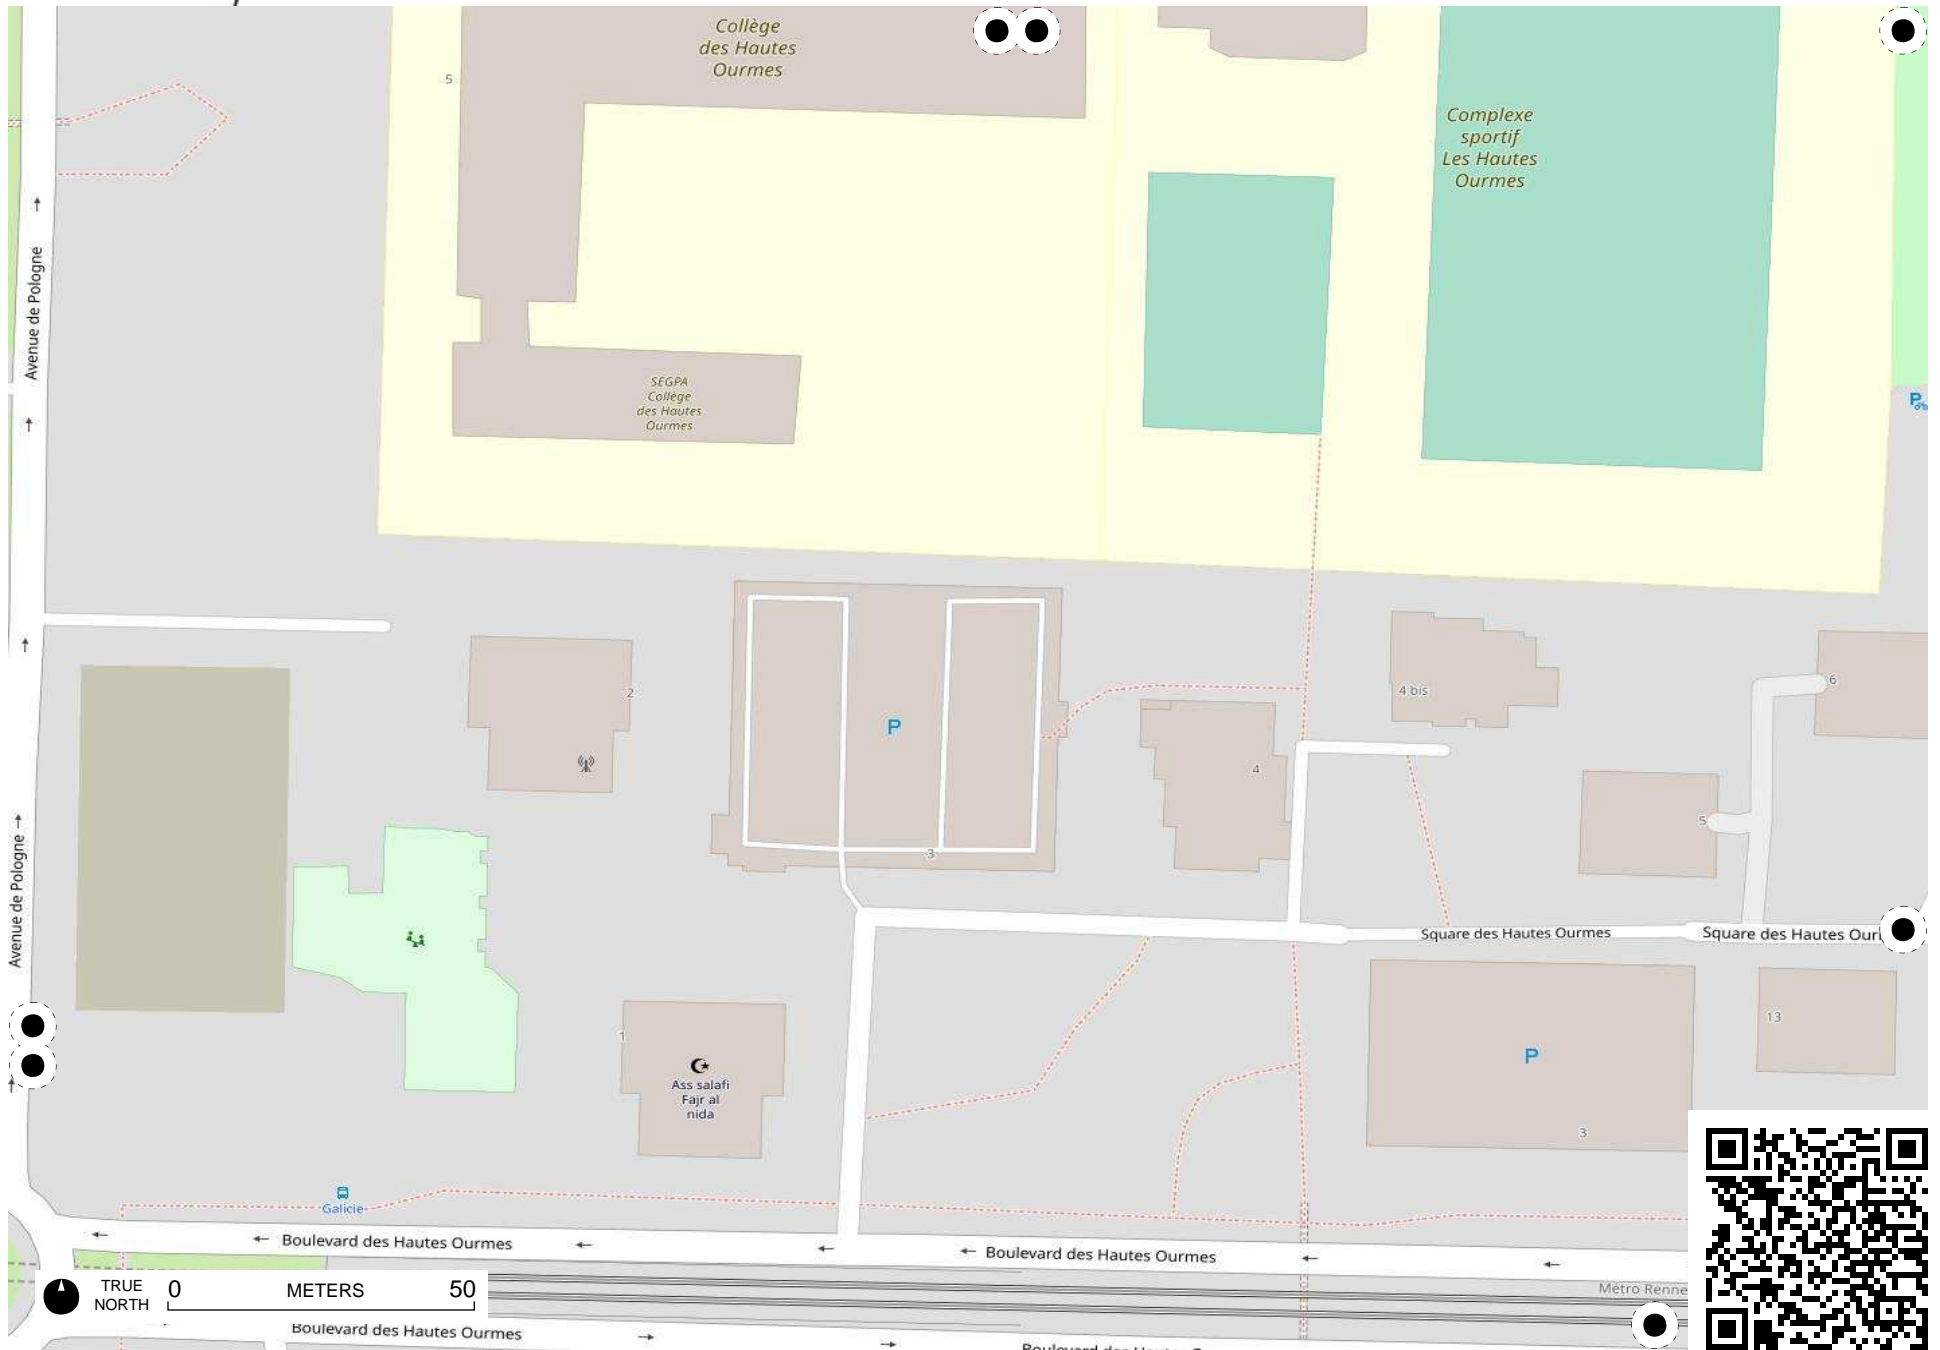 Collège
des Hautes
Ourmes
5
Complexe
sportif
Les Hautes
Ourmes
Avenue de Pologne
SEGPA
Collège
des Hautes
Ourmes
P
2
4 bis
6
P
4
5
3
Avenue de Pologne
Square des Hautes Ourmes
Square des Hautes Our
13
1
P
Ass salafi
Fajr al
nida
3
Galicie
Boulevard des Hautes Ourmes
Boulevard des Hautes Ourmes
TRUE
NORTH
0 METERS 50
Métro Renne
Boulevard des Hautes Ourmes